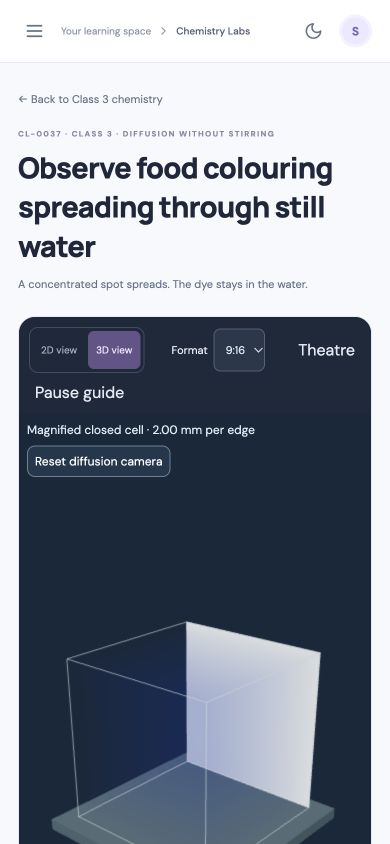 Your learning space > Chemistry Labs
S
← Back to Class 3 chemistry
CL-0037 · CLASS 3 · DIFFUSION WITHOUT STIRRING
Observe food colouring
spreading through still
water
A concentrated spot spreads. The dye stays in the water.
2D view 3D view Format 9:16 Theatre
Pause guide
Magnified closed cell · 2.00 mm per edge
Reset diffusion camera